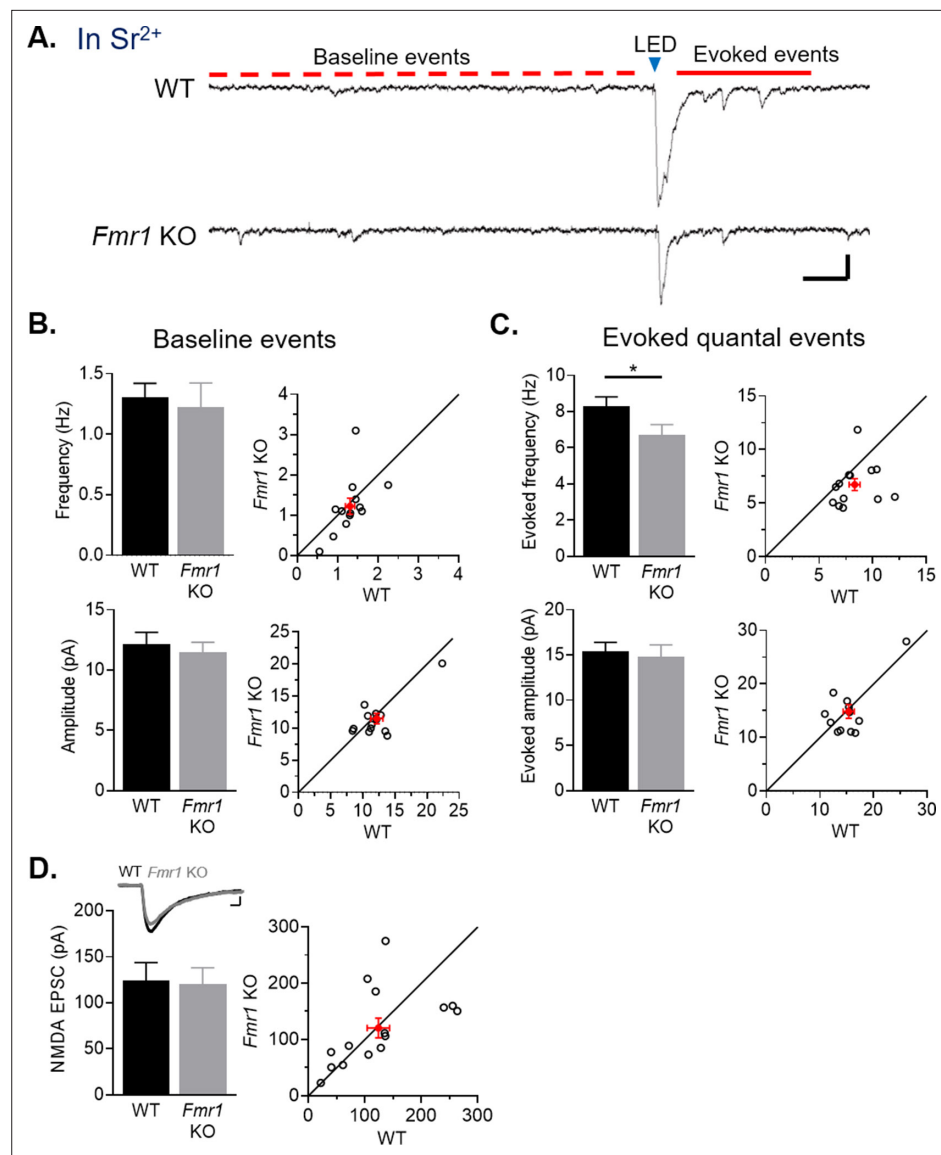 A. In Sr²⁺
LED
Baseline events
Evoked events
WT
Fmr1 KO
B.
Baseline events
C.
Evoked quantal events
Frequency (Hz)
1.5
1.0
0.5
0.0
WT
Fmr1
KO
Fmr1 KO
4
3
2
1
0
0 1 2 3 4
WT
Evoked frequency (Hz)
10
8
6
4
2
0
*
WT
Fmr1
KO
Fmr1 KO
15
10
5
0
0 5 10 15
WT
Amplitude (pA)
15
10
5
0
WT
Fmr1
KO
Fmr1 KO
25
20
15
10
5
0
0 5 10 15 20 25
WT
Evoked amplitude (pA)
20
15
10
5
0
WT
Fmr1
KO
Fmr1 KO
30
20
10
0
0 10 20 30
WT
D.
WT Fmr1 KO
NMDA EPSC (pA)
200
150
100
50
0
WT
Fmr1
KO
Fmr1 KO
300
200
100
0
0 100 200 300
WT